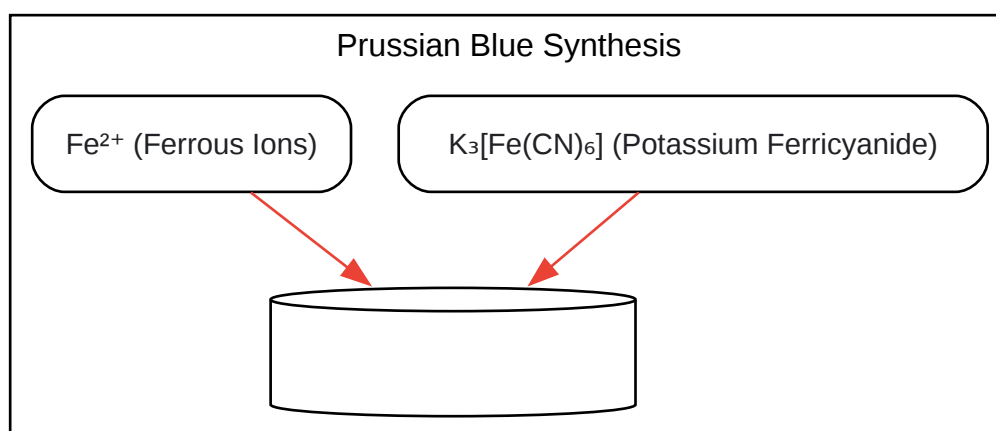 Prussian Blue Synthesis
Fe²⁺ (Ferrous Ions)
K₃[Fe(CN)₆] (Potassium Ferricyanide)